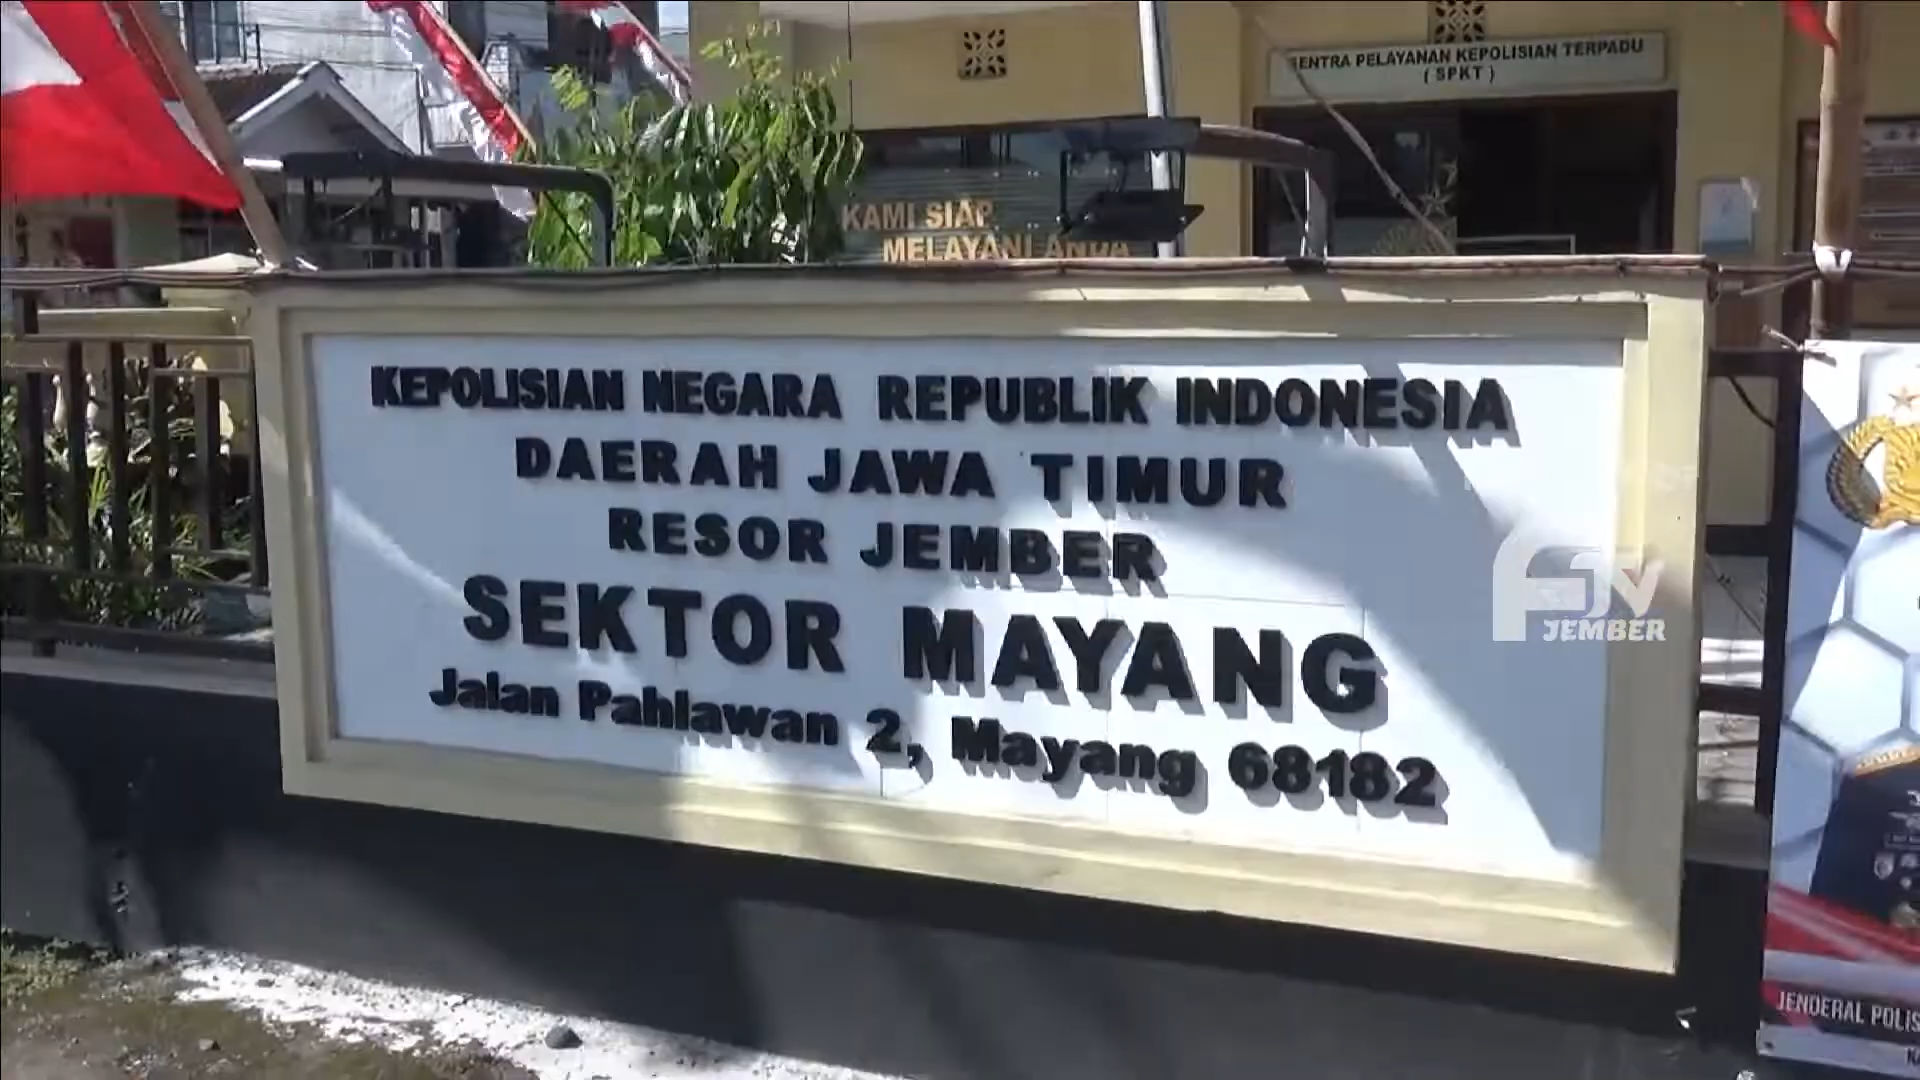 SENTRA PELAYANAN KEPOLISIAN TERPADU
( SPKT )
KAMI SIAP
MELAYANI ANDA
KEPOLISIAN NEGARA REPUBLIK INDONESIA
DAERAH JAWA TIMUR
RESOR JEMBER
SEKTOR MAYANG
Jalan Pahlawan 2, Mayang 68182
TV
JEMBER
JENDERAL POLIS